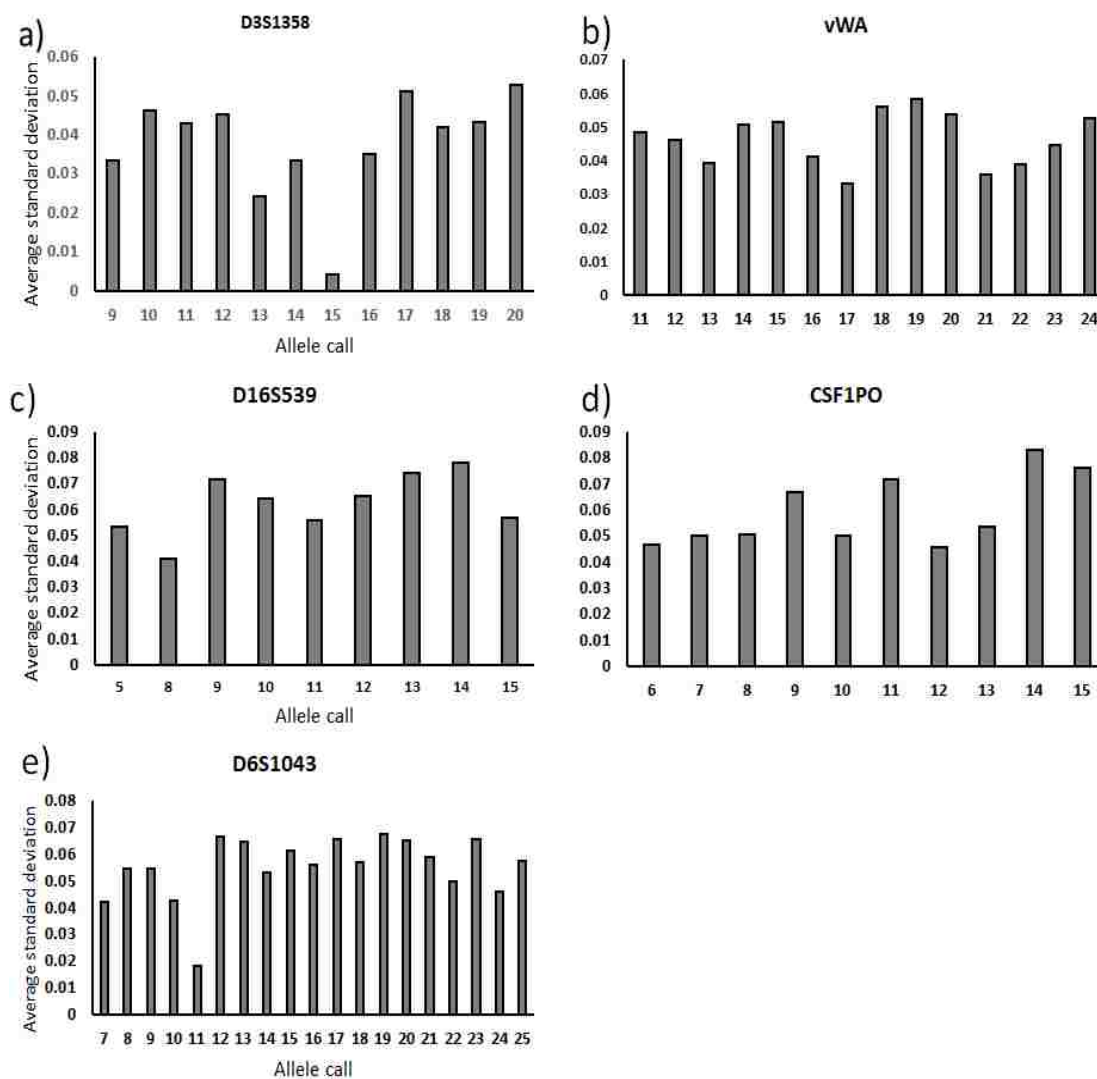 a)
D3S1358
Average standard deviation
0.06
0.05
0.04
0.03
0.02
0.01
0
9 10 11 12 13 14 15 16 17 18 19 20
Allele call
b)
vWA
0.07
0.06
0.05
0.04
0.03
0.02
0.01
0
11 12 13 14 15 16 17 18 19 20 21 22 23 24
c)
D16S539
Average standard deviation
0.09
0.08
0.07
0.06
0.05
0.04
0.03
0.02
0.01
0
5 8 9 10 11 12 13 14 15
Allele call
d)
CSF1PO
0.09
0.08
0.07
0.06
0.05
0.04
0.03
0.02
0.01
0
6 7 8 9 10 11 12 13 14 15
e)
D6S1043
Average standard deviation
0.08
0.07
0.06
0.05
0.04
0.03
0.02
0.01
0
7 8 9 10 11 12 13 14 15 16 17 18 19 20 21 22 24 25
Allele call